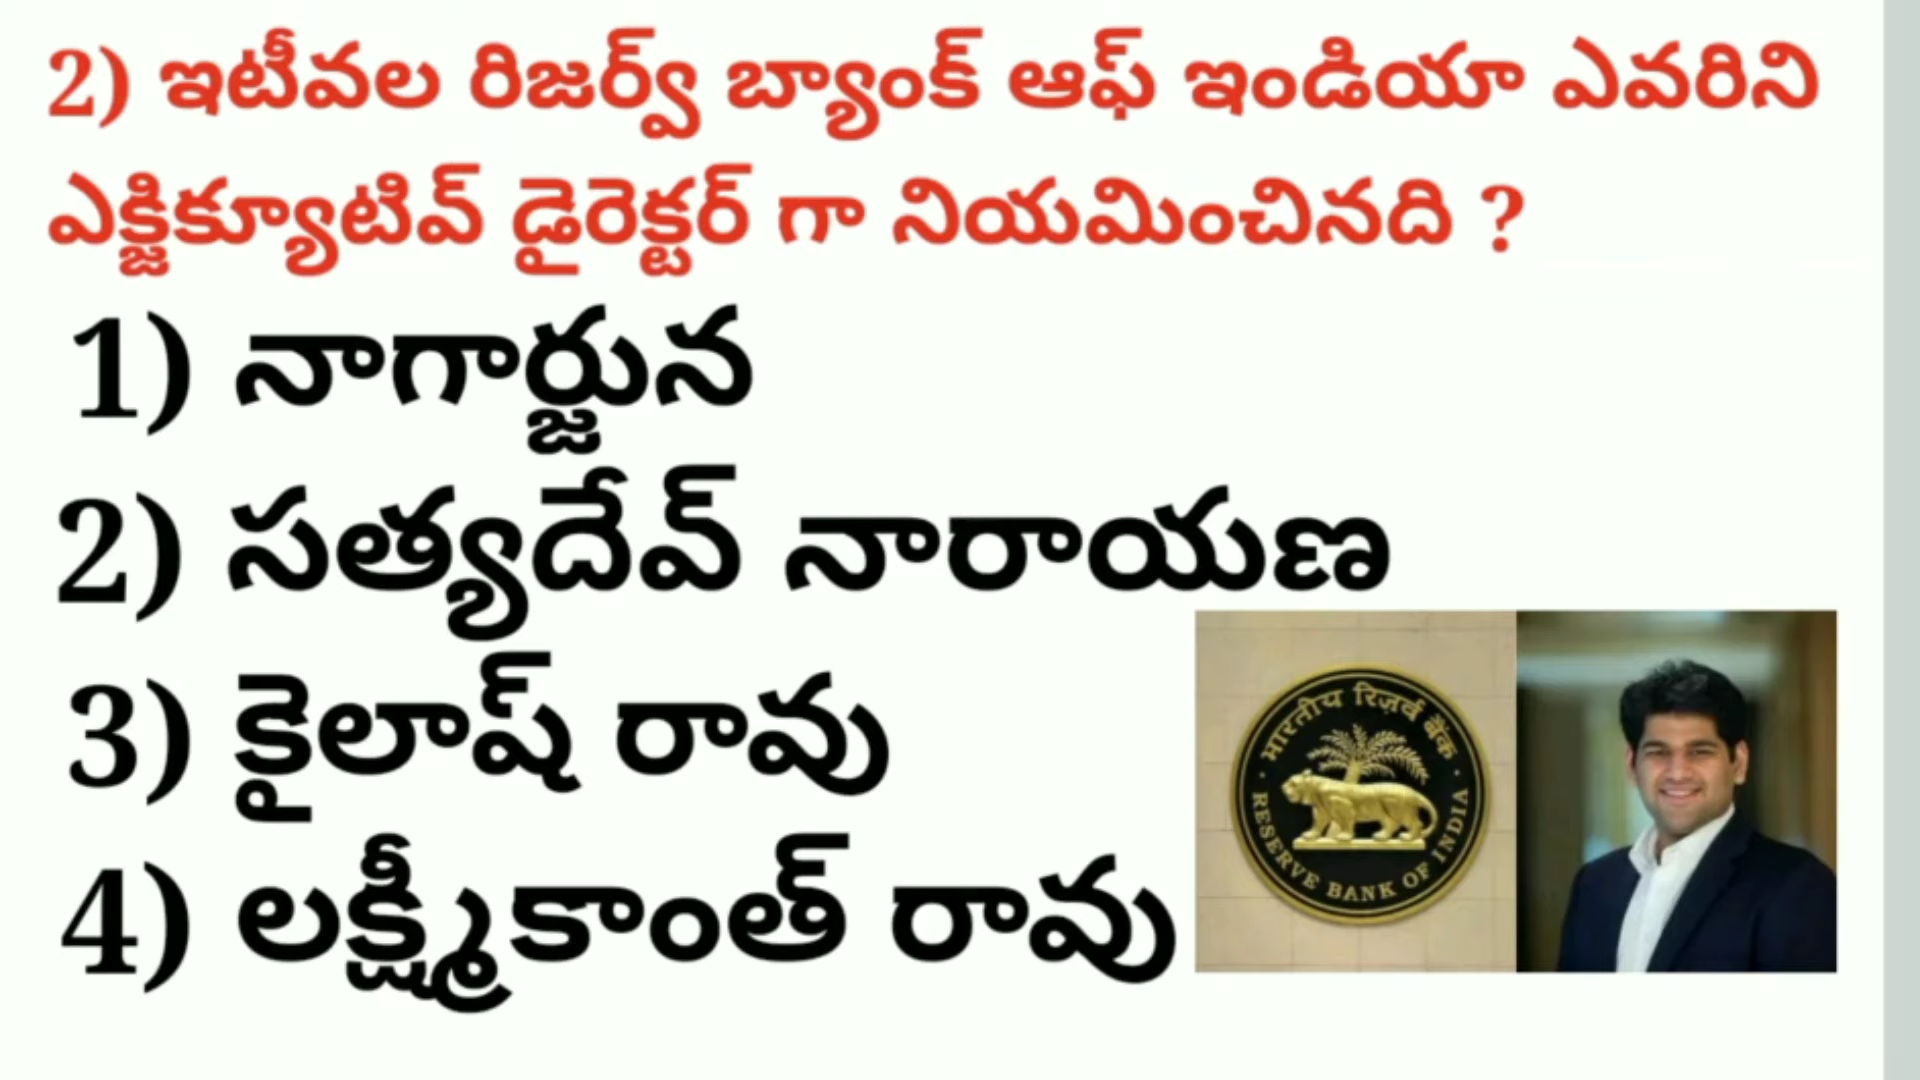 2) ఇటీవల రిజర్వ్ బ్యాంక్ ఆఫ్ ఇండియా ఎవరిని
ఎక్జిక్యూటివ్ డైరెక్టర్ గా నియమించినది ?
1) నాగార్జున
2) సత్యదేవ్ నారాయణ
3) కైలాష్ రావు
4) లక్ష్మీకాంత్ రావు
भारतीय रिज़र्व बैंक
RESERVE BANK OF INDIA